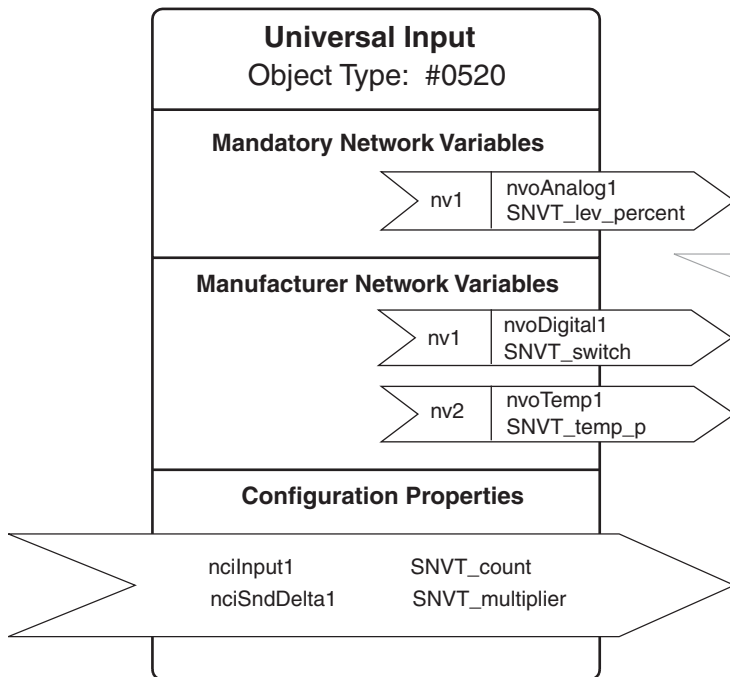 Universal Input
Object Type: #0520
Mandatory Network Variables
nv1
nvoAnalog1
SNVT_lev_percent
Manufacturer Network Variables
nv1
nvoDigital1
SNVT_switch
nv2
nvoTemp1
SNVT_temp_p
Configuration Properties
nciInput1 SNVT_count
nciSndDelta1 SNVT_multiplier